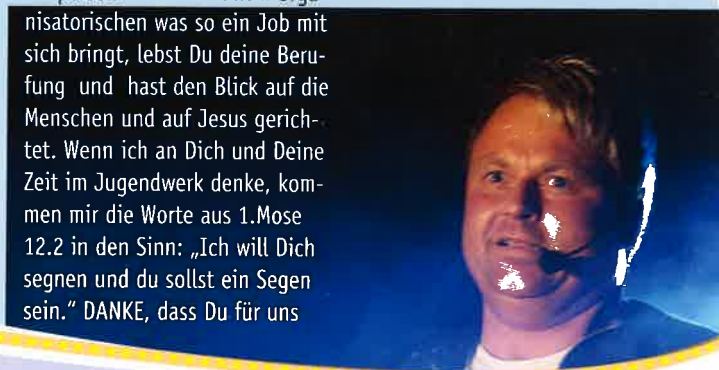 nisatorischen was so ein Job mit
sich bringt, lebst Du deine Beru-
fung und hast den Blick auf die
Menschen und auf Jesus gerich-
tet. Wenn ich an Dich und Deine
Zeit im Jugendwerk denke, kom-
men mir die Worte aus 1.Mose
12.2 in den Sinn: „Ich will Dich
segnen und du sollst ein Segen
sein.“ DANKE, dass Du für uns